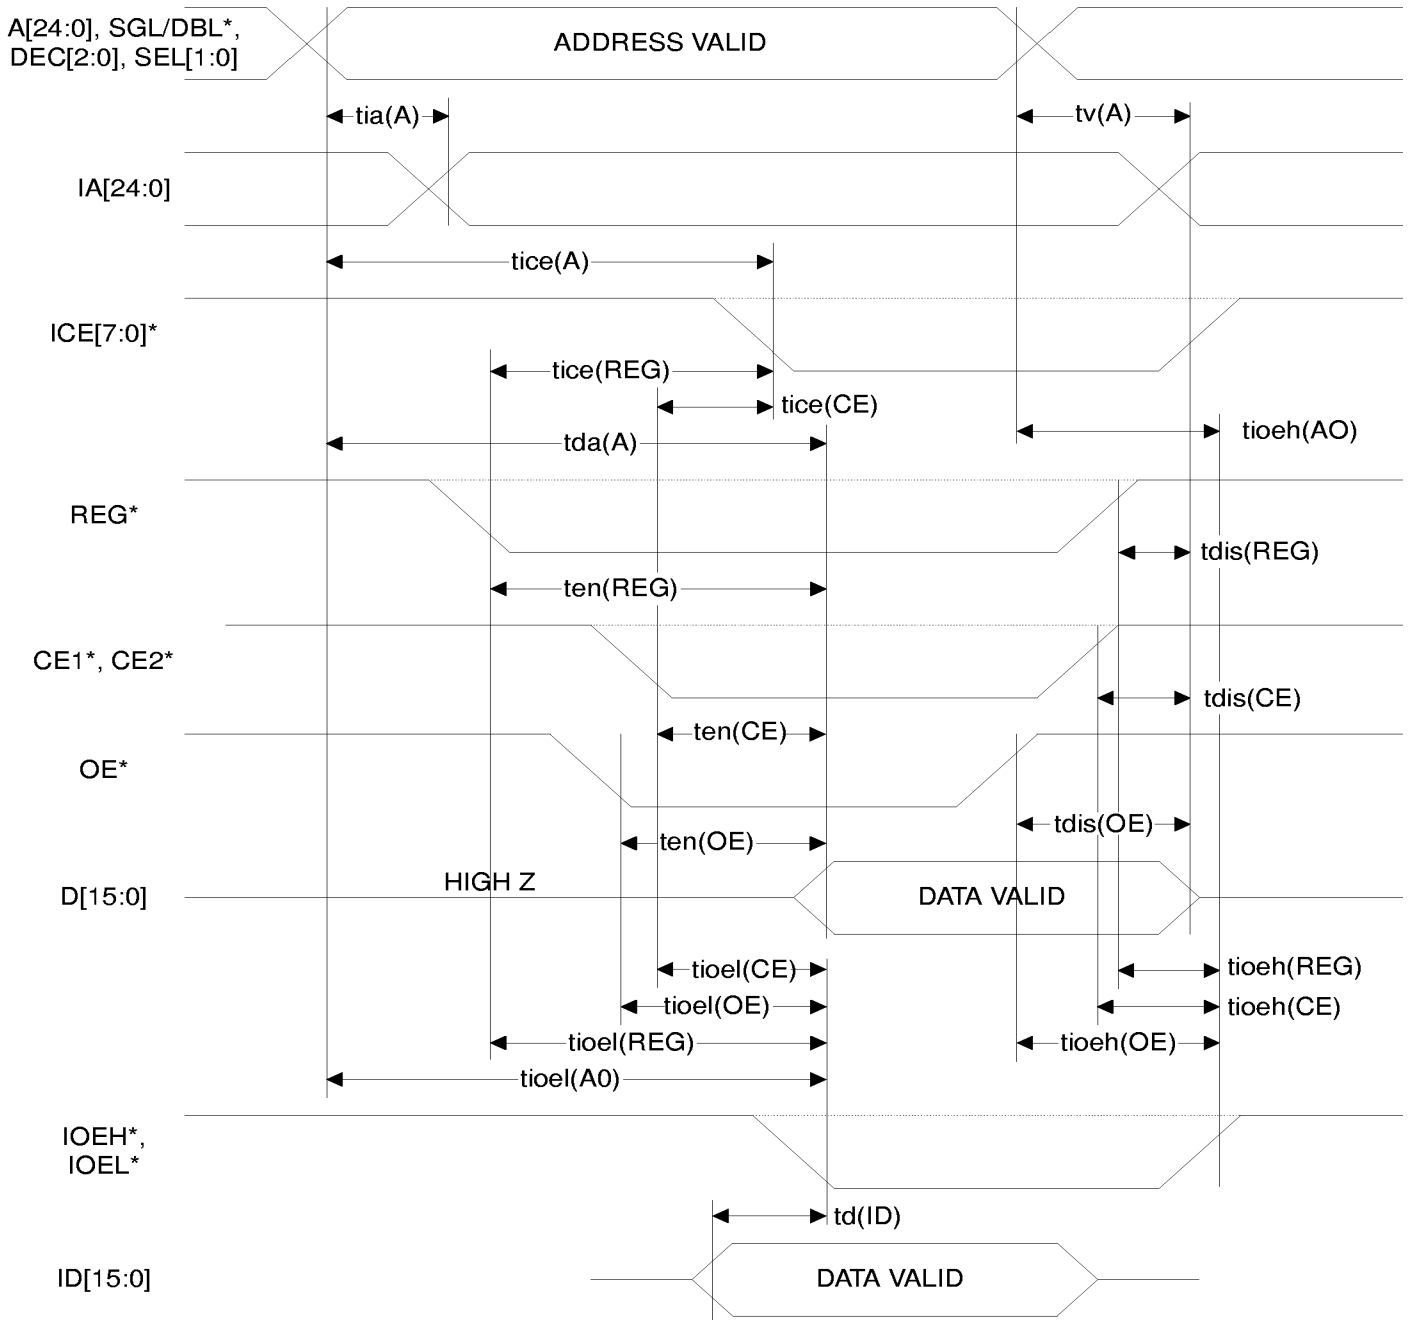 A[24:0], SGL/DBL*,
DEC[2:0], SEL[1:0]
ADDRESS VALID
tia(A)
tv(A)
IA[24:0]
tice(A)
ICE[7:0]*
tice(REG)
tice(CE)
tda(A)
tioeh(AO)
REG*
tdis(REG)
ten(REG)
CE1*, CE2*
tdis(CE)
ten(CE)
OE*
tdis(OE)
ten(OE)
HIGH Z
D[15:0]
DATA VALID
tioel(CE)
tioeh(REG)
tioel(OE)
tioeh(CE)
tioel(REG)
tioeh(OE)
tioel(A0)
IOEH*,
IOEL*
td(ID)
ID[15:0]
DATA VALID